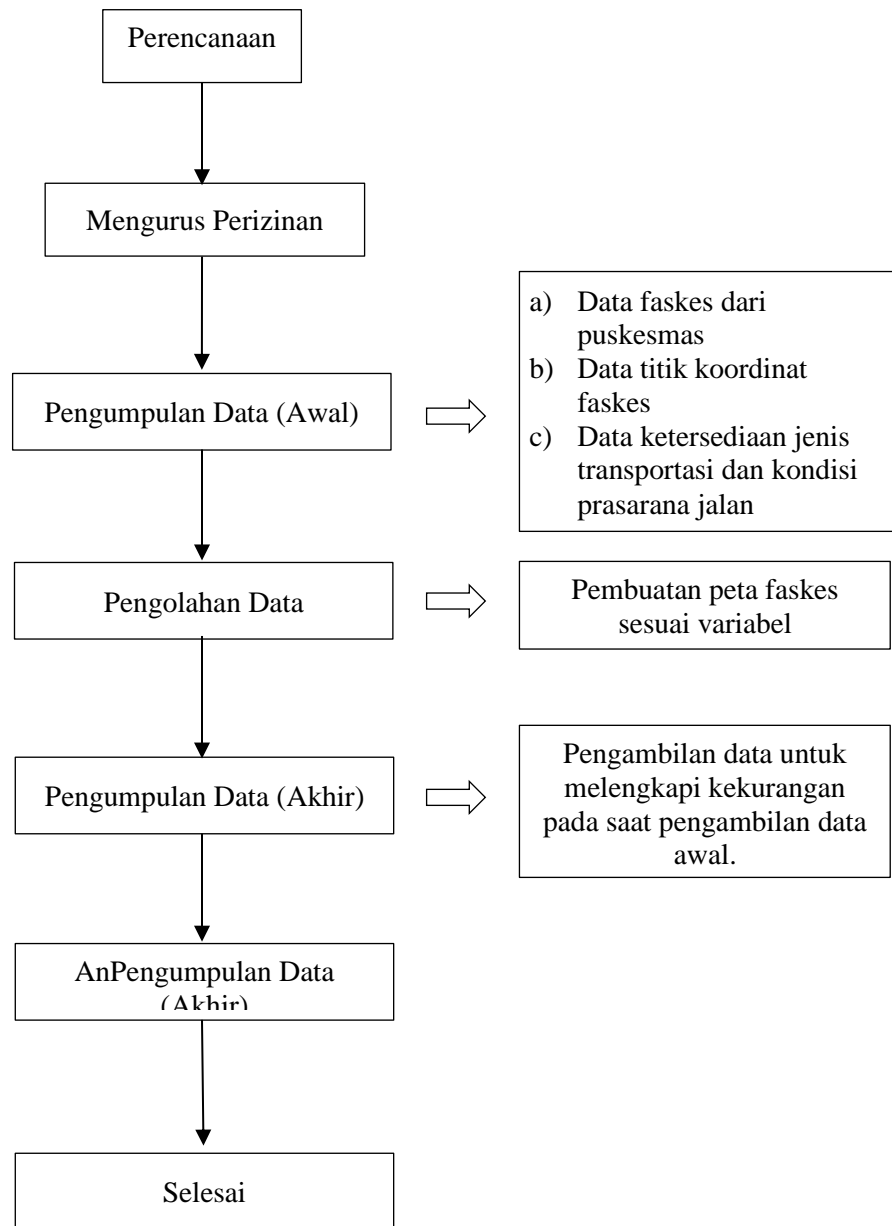 Perencanaan
Mengurus Perizinan
Pengumpulan Data (Awal)
a) Data faskes dari
puskesmas
b) Data titik koordinat
faskes
c) Data ketersediaan jenis
transportasi dan kondisi
prasarana jalan
Pengolahan Data
Pembuatan peta faskes
sesuai variabel
Pengumpulan Data (Akhir)
Pengambilan data untuk
melengkapi kekurangan
pada saat pengambilan data
awal.
AnPengumpulan Data
(Akhir)
Selesai